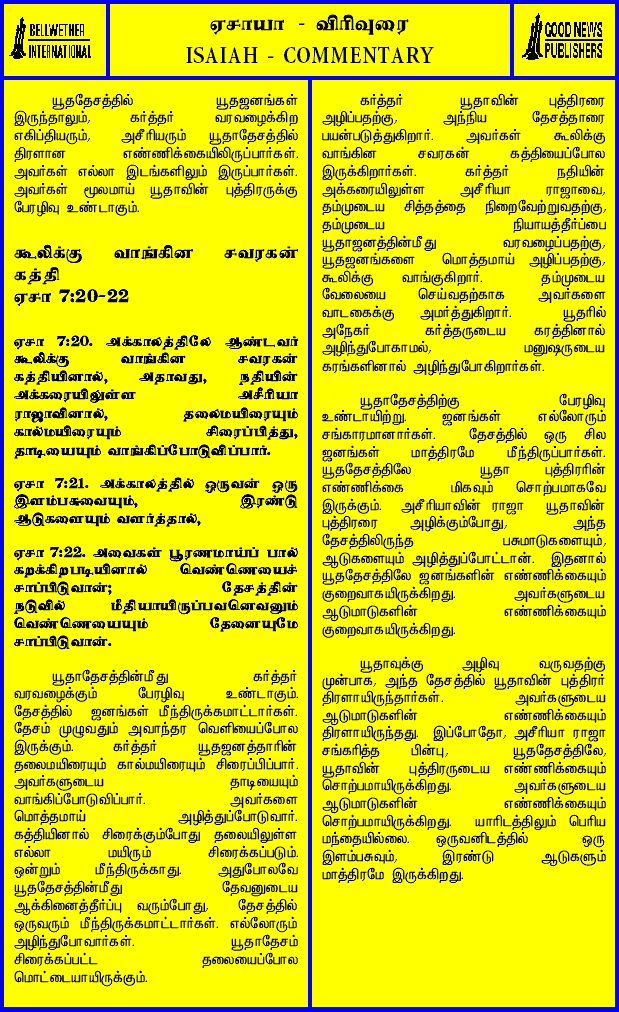 BELLWETHER
INTERNATIONAL
ஏசாயா - விரிவுரை
ISAIAH - COMMENTARY
GOOD NEWS
PUBLISHERS
யூததேசத்தில் யூதஜனங்கள்
இருந்தாலும், கர்த்தர் வரவழைக்கிற
எகிப்தியரும், அசீரியரும் யூதாதேசத்தில்
திரளான எண்ணிக்கையிலிருப்பார்கள்.
அவர்கள் எல்லா இடங்களிலும் இருப்பார்கள்.
அவர்கள் மூலமாய் யூதாவின் புத்திரருக்கு
பேரழிவு உண்டாகும்.
கூலிக்கு வாங்கின சவரகன்
கத்தி
ஏசா 7:20-22
ஏசா 7:20. அக்காலத்திலே ஆண்டவர்
கூலிக்கு வாங்கின சவரகன்
கத்தியினால், அதாவது, நதியின்
அக்கரையிலுள்ள அசீரியா
ராஜாவினால், தலைமயிரையும்
கால்மயிரையும் சிரைப்பித்து,
தாடியையும் வாங்கிப்போடுவிப்பார்.
ஏசா 7:21. அக்காலத்தில் ஒருவன் ஒரு
இளம்பசுவையும், இரண்டு
ஆடுகளையும் வளர்த்தால்,
ஏசா 7:22. அவைகள் பூரணமாய்ப் பால்
கறக்கிறபடியினால் வெண்ணெயைச்
சாப்பிடுவான்; தேசத்தின்
நடுவில் மீதியாயிருப்பவனெவனும்
வெண்ணெயையும் தேனையுமே
சாப்பிடுவான்.
யூதாதேசத்தின்மீது கர்த்தர்
வரவழைக்கும் பேரழிவு உண்டாகும்.
தேசத்தில் ஜனங்கள் மீந்திருக்கமாட்டார்கள்.
தேசம் முழுவதும் அவாந்தர வெளியைப்போல
இருக்கும். கர்த்தர் யூதஜனத்தாரின்
தலைமயிரையும் கால்மயிரையும் சிரைப்பிப்பார்.
அவர்களுடைய தாடியையும்
வாங்கிப்போடுவிப்பார். அவர்களை
மொத்தமாய் அழித்துப்போடுவார்.
கத்தியினால் சிரைக்கும்போது தலையிலுள்ள
எல்லா மயிரும் சிரைக்கப்படும்.
ஒன்றும் மீந்திருக்காது. அதுபோலவே
யூததேசத்தின்மீது தேவனுடைய
ஆக்கினைத்தீர்ப்பு வரும்போது, தேசத்தில்
ஒருவரும் மீந்திருக்கமாட்டார்கள். எல்லோரும்
அழிந்துபோவார்கள். யூதாதேசம்
சிரைக்கப்பட்ட தலையைப்போல
மொட்டையாயிருக்கும்.
கர்த்தர் யூதாவின் புத்திரரை
அழிப்பதற்கு, அந்நிய தேசத்தாரை
பயன்படுத்துகிறார். அவர்கள் கூலிக்கு
வாங்கின சவரகன் கத்தியைப்போல
இருக்கிறார்கள். கர்த்தர் நதியின்
அக்கரையிலுள்ள அசீரியா ராஜாவை,
தம்முடைய சித்தத்தை நிறைவேற்றுவதற்கு,
தம்முடைய நியாயத்தீர்ப்பை
யூதாஜனத்தின்மீது வரவழைப்பதற்கு,
யூதஜனங்களை மொத்தமாய் அழிப்பதற்கு,
கூலிக்கு வாங்குகிறார். தம்முடைய
வேலையை செய்வதற்காக அவர்களை
வாடகைக்கு அமர்த்துகிறார். யூதரில்
அநேகர் கர்த்தருடைய கரத்தினால்
அழிந்துபோகாமல், மனுஷருடைய
கரங்களினால் அழிந்துபோகிறார்கள்.
யூதாதேசத்திற்கு பேரழிவு
உண்டாயிற்று. ஜனங்கள் எல்லோரும்
சங்காரமானார்கள். தேசத்தில் ஒரு சில
ஜனங்கள் மாத்திரமே மீந்திருப்பார்கள்.
யூததேசத்திலே யூதா புத்திரரின்
எண்ணிக்கை மிகவும் சொற்பமாகவே
இருக்கும். அசீரியாவின் ராஜா யூதாவின்
புத்திரரை அழிக்கும்போது, அந்த
தேசத்திலிருந்த பசுமாடுகளையும்,
ஆடுகளையும் அழித்துப்போட்டான். இதனால்
யூததேசத்திலே ஜனங்களின் எண்ணிக்கையும்
குறைவாகயிருக்கிறது. அவர்களுடைய
ஆடுமாடுகளின் எண்ணிக்கையும்
குறைவாகயிருக்கிறது.
யூதாவுக்கு அழிவு வருவதற்கு
முன்பாக, அந்த தேசத்தில் யூதாவின் புத்திரர்
திரளாயிருந்தார்கள். அவர்களுடைய
ஆடுமாடுகளின் எண்ணிக்கையும்
திரளாயிருந்தது. இப்போதோ, அசீரியா ராஜா
சங்கரித்த பின்பு, யூததேசத்திலே,
யூதாவின் புத்திரருடைய எண்ணிக்கையும்
சொற்பமாயிருக்கிறது. அவர்களுடைய
ஆடுமாடுகளின் எண்ணிக்கையும்
சொற்பமாயிருக்கிறது. யாரிடத்திலும் பெரிய
மந்தையில்லை. ஒருவனிடத்தில் ஒரு
இளம்பசுவும், இரண்டு ஆடுகளும்
மாத்திரமே இருக்கிறது.